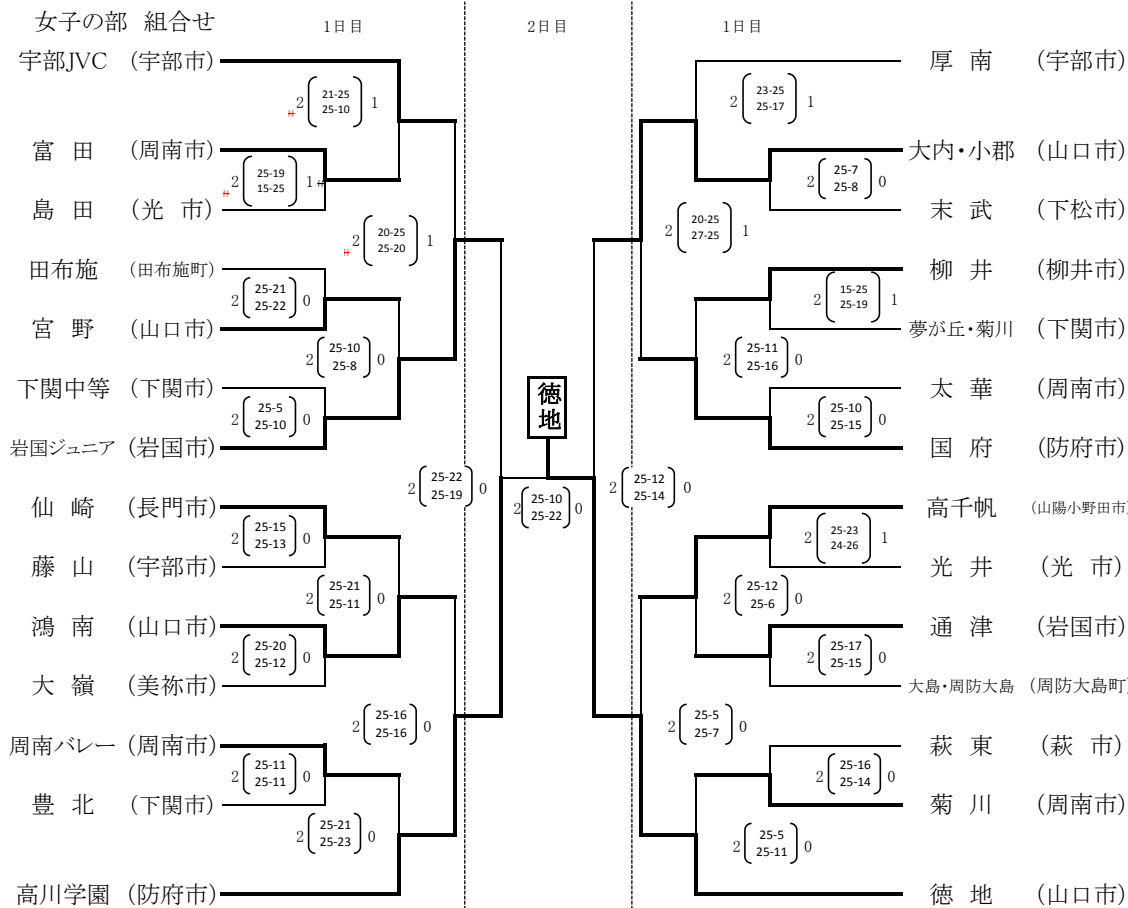 女子の部 組合せ
1日目
2日目
1日目
宇部JVC (宇部市)
2 21-25 1
25-10
富 田 (周南市)
2 25-19 1
15-25
島 田 (光 市)
2 20-25 1
25-20
田布施 (田布施町)
2 25-21 0
25-22
宮 野 (山口市)
2 25-10 0
25-8
下関中等 (下関市)
2 25-5 0
25-10
岩国ジュニア (岩国市)
2 25-22 0
25-19
仙 崎 (長門市)
2 25-15 0
25-13
藤 山 (宇部市)
2 25-21 0
25-11
鴻 南 (山口市)
2 25-20 0
25-12
大 嶺 (美祢市)
2 25-16 0
25-16
周南バレー (周南市)
2 25-11 0
25-11
豊 北 (下関市)
2 25-21 0
25-23
高川学園 (防府市)
徳地
2 25-10 0
25-22
厚 南 (宇部市)
2 23-25 1
25-17
大内・小郡 (山口市)
2 25-7 0
25-8
末 武 (下松市)
2 20-25 1
27-25
柳 井 (柳井市)
2 15-25 1
25-19
夢が丘・菊川 (下関市)
2 25-11 0
25-16
太 華 (周南市)
2 25-10 0
25-15
国 府 (防府市)
2 25-12 0
25-14
高千帆 (山陽小野田市)
2 25-23 1
24-26
光 井 (光 市)
2 25-12 0
25-6
通 津 (岩国市)
2 25-17 0
25-15
大島・周防大島 (周防大島町)
2 25-5 0
25-7
萩 東 (萩 市)
2 25-16 0
25-14
菊 川 (周南市)
2 25-5 0
25-11
徳 地 (山口市)